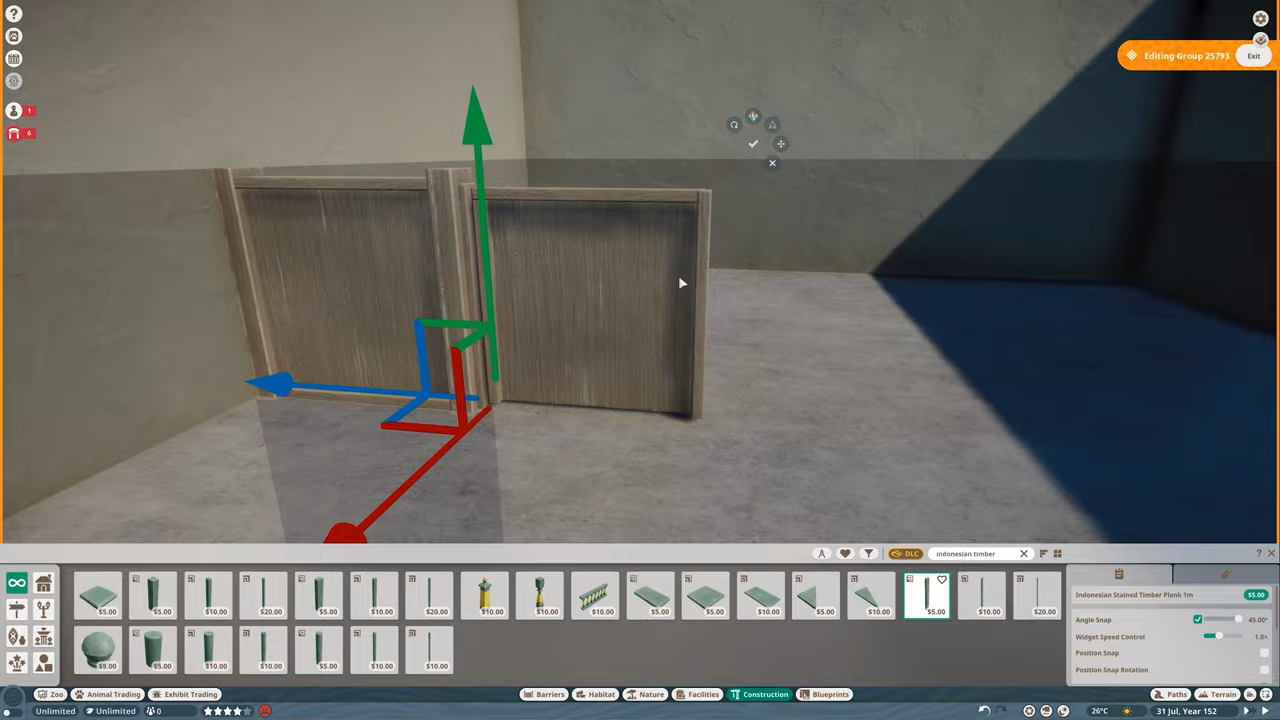 ?
Editing Group 25793
Exit
1
6
DLC
indonesian timber
?
$5.00
$5.00
$10.00
$20.00
$5.00
$10.00
$20.00
$10.00
$10.00
$10.00
$5.00
$5.00
$10.00
$5.00
$10.00
$5.00
$10.00
$20.00
$5.00
$5.00
$10.00
$10.00
$5.00
$10.00
$10.00
Indonesian Stained Timber Plank 1m
$5.00
Angle Snap
45.00°
Widget Speed Control
1.0×
Position Snap
Position Snap Rotation
Zoo
Animal Trading
Exhibit Trading
Barriers
Habitat
Nature
Facilities
Construction
Blueprints
Paths
Terrain
Unlimited
Unlimited
0
26°C
31 Jul, Year 152